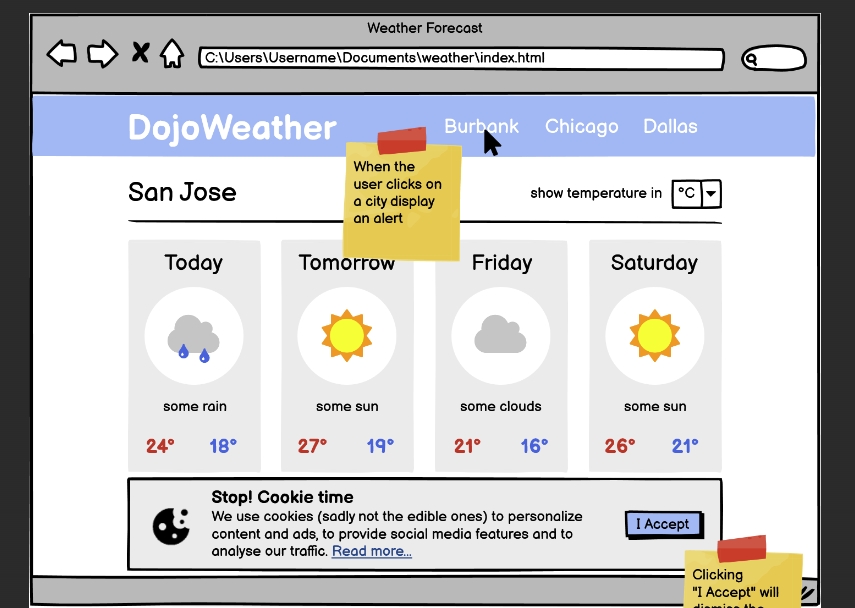 Weather Forecast
C:\Users\Username\Documents\weather\index.html
DojoWeather
Burbank Chicago Dallas
When the
user clicks on
a city display
an alert
San Jose
show temperature in °C
Today
Tomorrow
Friday
Saturday
some rain
some sun
some clouds
some sun
24° 18°
27° 19°
21° 16°
26° 21°
Stop! Cookie time
We use cookies (sadly not the edible ones) to personalize
content and ads, to provide social media features and to
analyse our traffic. Read more...
I Accept
Clicking
"I Accept" will